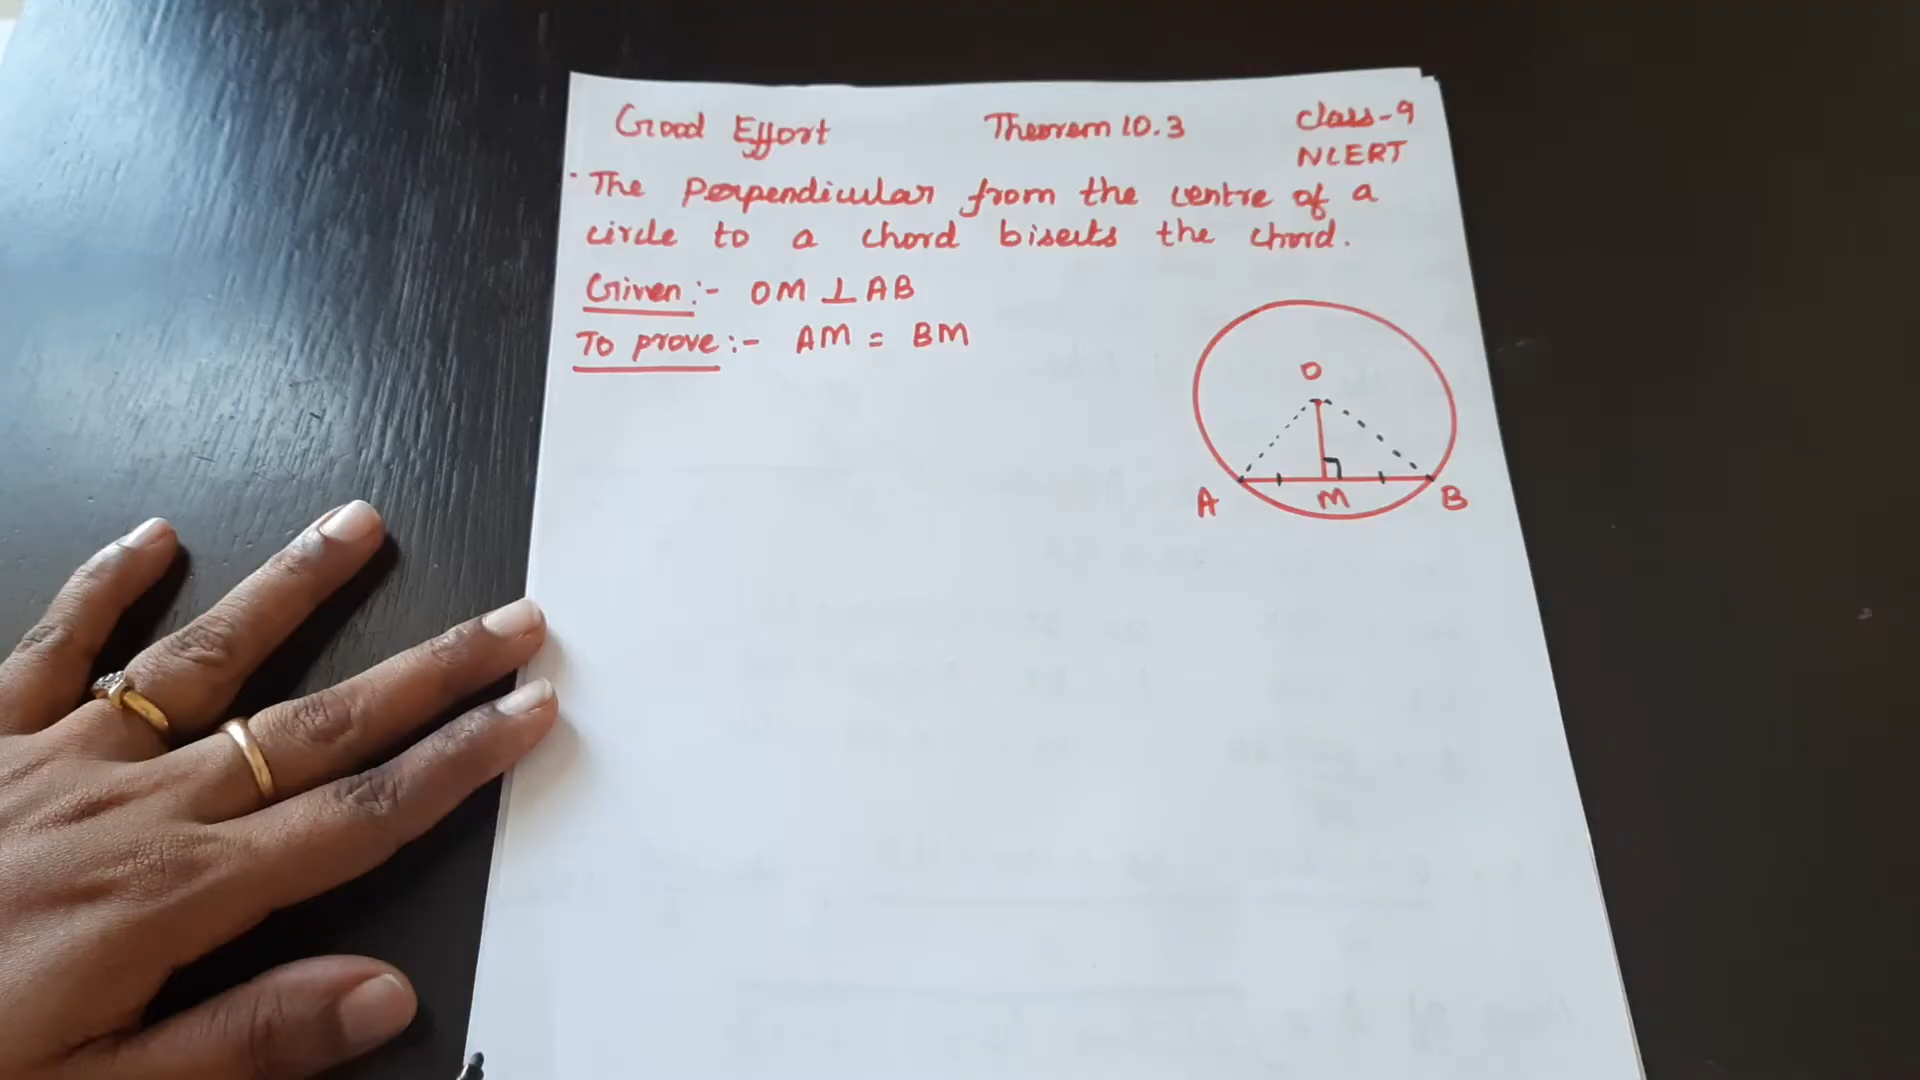 Good Effort Theorem 10.3 class-9
NCERT
· The Perpendicular from the centre of a
circle to a chord bisects the chord.
Given :- OM ⊥ AB
To prove :- AM = BM
O
A M B